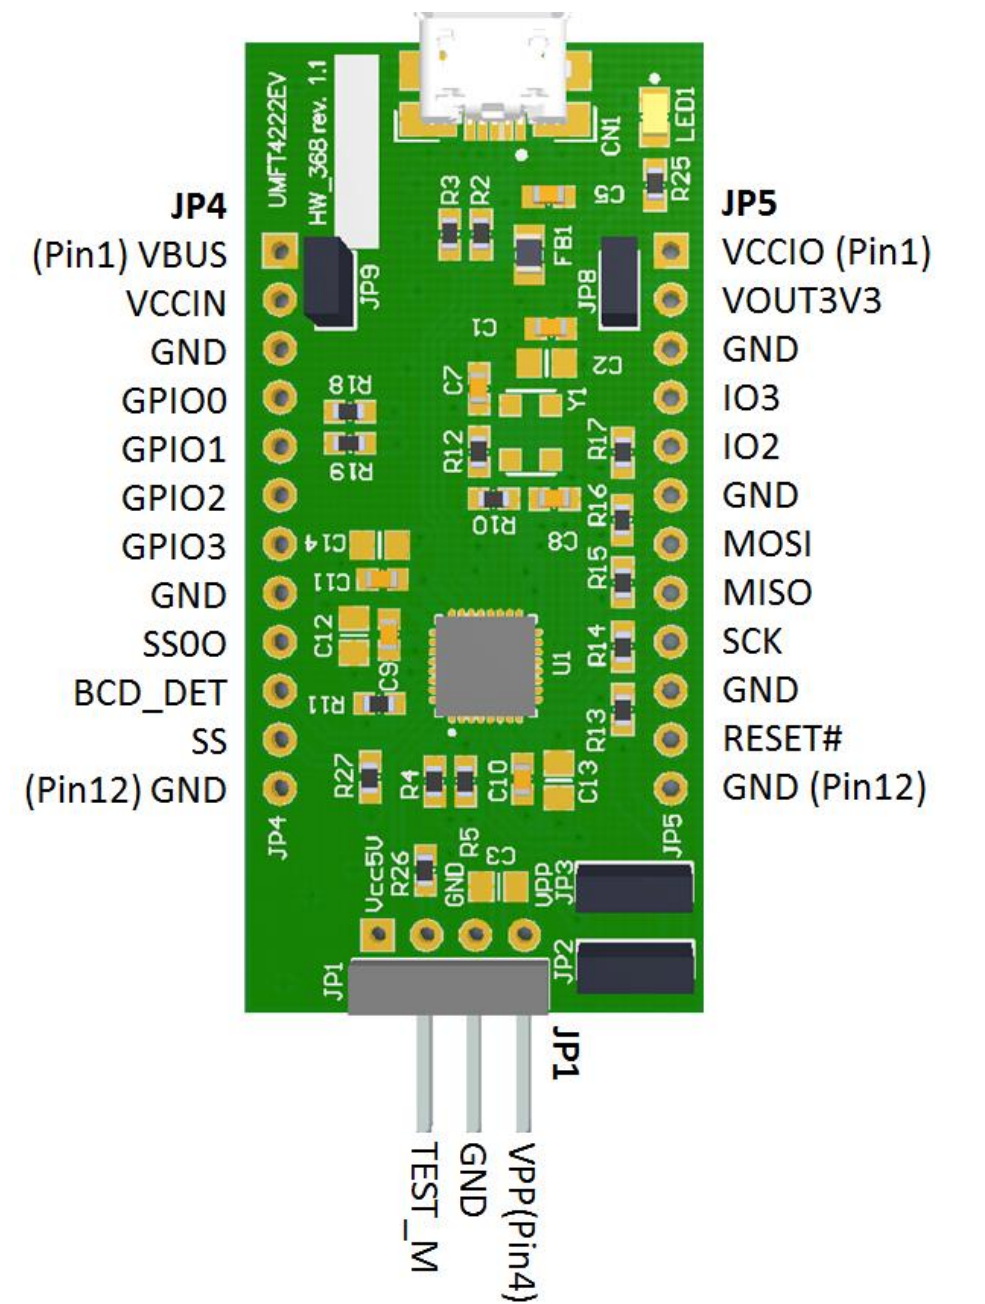 UMFT4222EV
HW_368 rev. 1.1
CN1
LED1
R25
JP4
(Pin1) VBUS
VCCIN
GND
GPIO0
GPIO1
GPIO2
GPIO3
GND
SS0O
BCD_DET
SS
(Pin12) GND
JP5
VCCIO (Pin1)
VOUT3V3
GND
IO3
IO2
GND
MOSI
MISO
SCK
GND
RESET#
GND (Pin12)
R3
R2
C5
FB1
JP9
JP8
C1
C2
C7
Y1
R18
R19
R12
R17
R10
C8
R16
C14
C11
R15
C12
C9
U1
R14
R11
R13
R27
R4
C10
C13
JP4
JP5
Vcc5V
R26
GND
R5
C3
VPP
JP3
JP2
JP1
JP1
TEST_M
GND
VPP(Pin4)